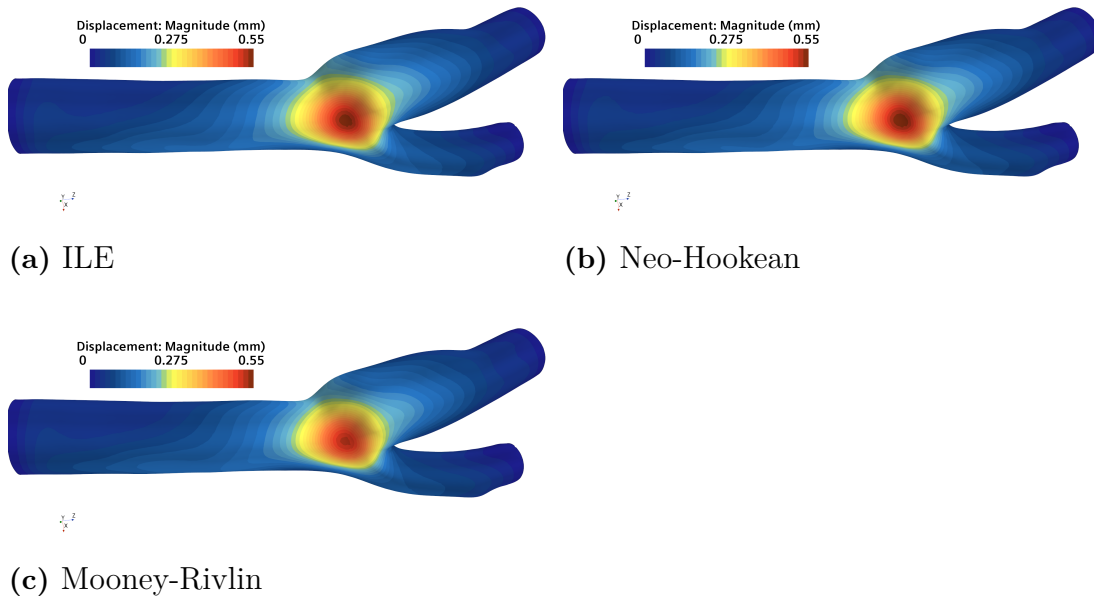 Displacement: Magnitude (mm)
0 0.275 0.55
Y Z
X
(a) ILE
Displacement: Magnitude (mm)
0 0.275 0.55
Y Z
X
(b) Neo-Hookean
Displacement: Magnitude (mm)
0 0.275 0.55
Y Z
X
(c) Mooney-Rivlin